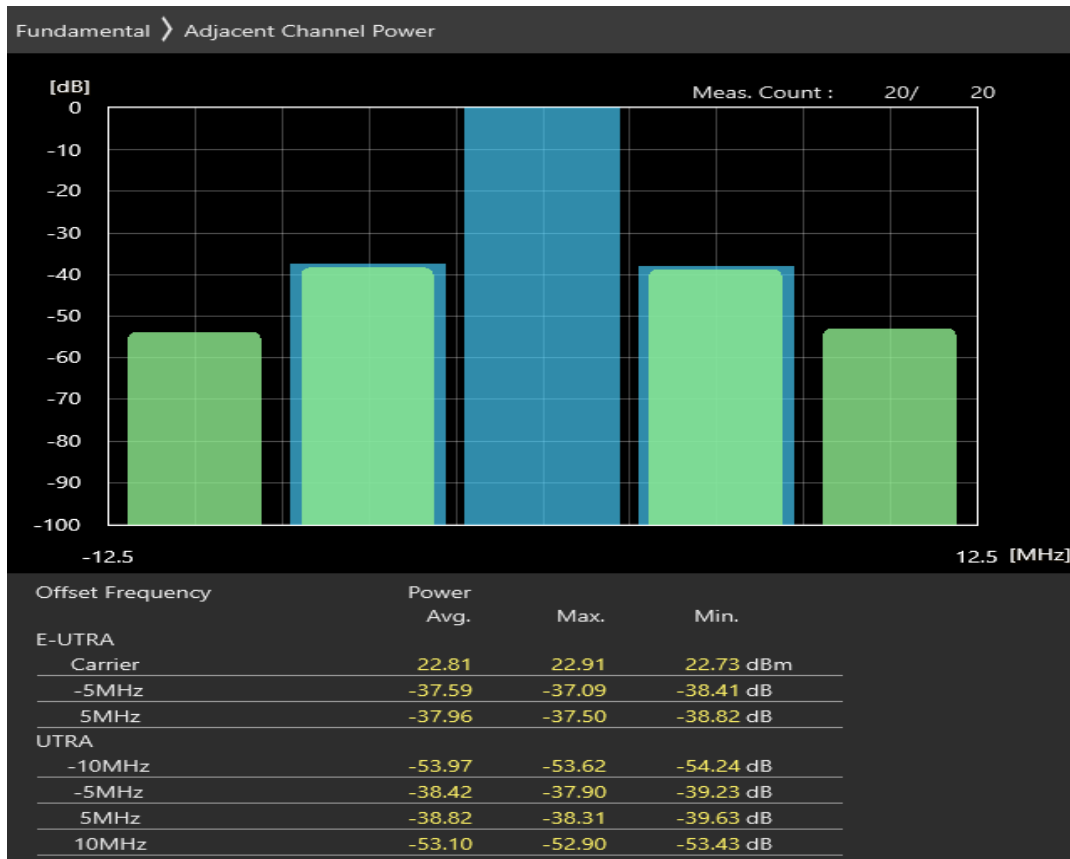 Fundamental 〉 Adjacent Channel Power
[dB]
Meas. Count : 20/ 20
0
-10
-20
-30
-40
-50
-60
-70
-80
-90
-100
-12.5 12.5 [MHz]
Offset Frequency Power
Avg. Max. Min.
E-UTRA
Carrier 22.81 22.91 22.73 dBm
-5MHz -37.59 -37.09 -38.41 dB
5MHz -37.96 -37.50 -38.82 dB
UTRA
-10MHz -53.97 -53.62 -54.24 dB
-5MHz -38.42 -37.90 -39.23 dB
5MHz -38.82 -38.31 -39.63 dB
10MHz -53.10 -52.90 -53.43 dB